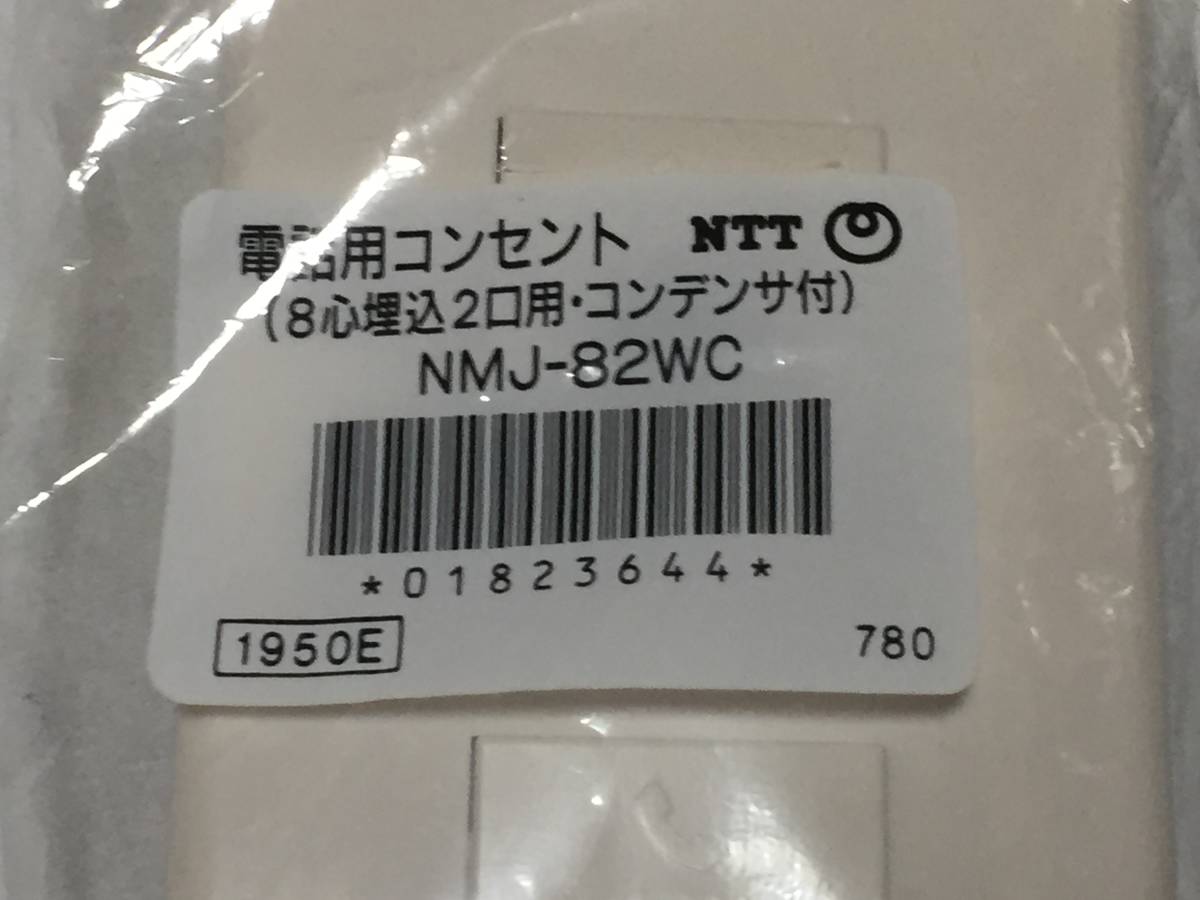 電話用コンセント NTT
(8心埋込2口用・コンデンサ付)
NMJ-82WC
*01823644*
1950E 780